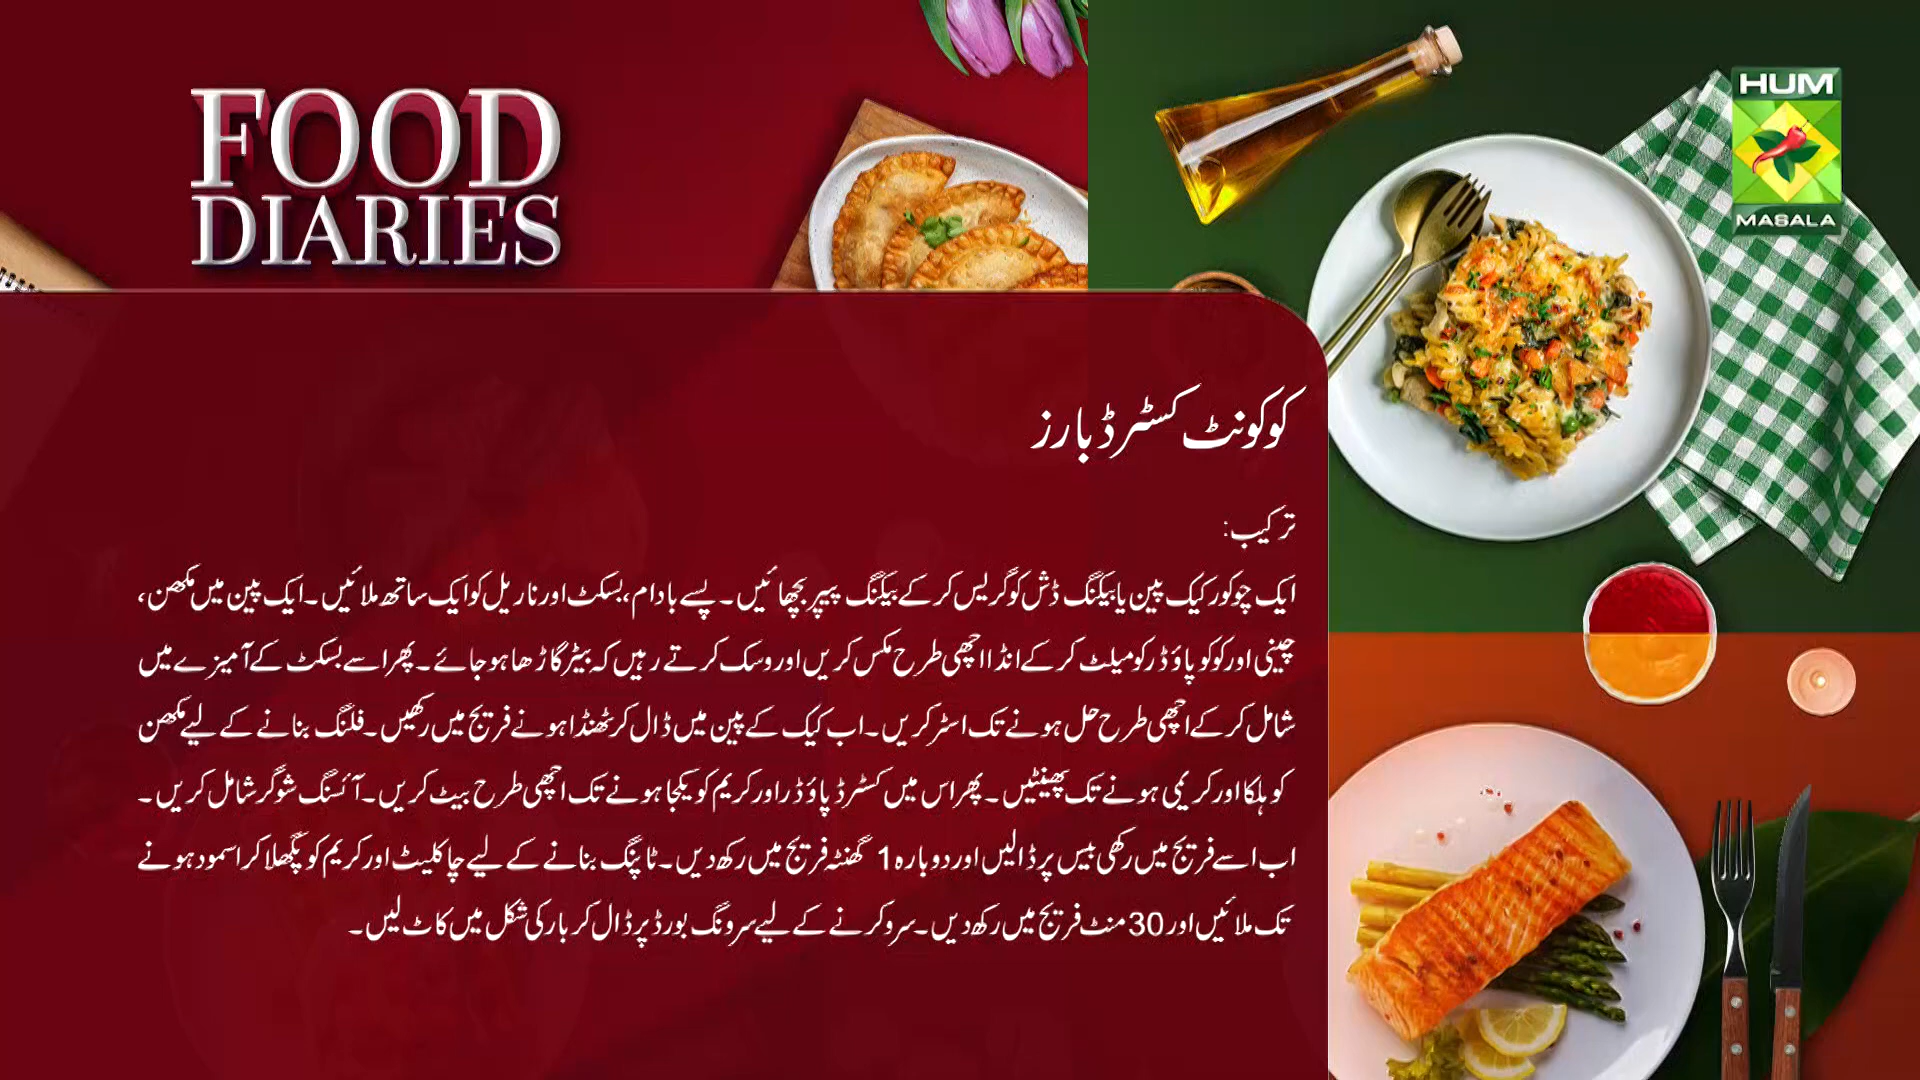 FOOD
DIARIES
HUM
MASALA
کوکونٹ کسٹرڈ بارز
ترکیب:
ایک چوکور کیک پین یا بیکنگ ڈش کو گریس کر کے بیکنگ پیپر بچھائیں۔ پسے بادام، بسکٹ اور ناریل کو ایک ساتھ ملائیں۔ ایک پین میں مکھن،
چینی اور کوکو پاؤڈر کو میلٹ کر کے انڈا اچھی طرح مکس کریں اور وسک کرتے رہیں کہ بیٹر گاڑھا ہو جائے۔ پھر اسے بسکٹ کے آمیزے میں
شامل کر کے اچھی طرح حل ہونے تک اسٹر کریں۔ اب کیک کے پین میں ڈال کر ٹھنڈا ہونے فریج میں رکھیں۔ فلنگ بنانے کے لیے مکھن
کو ہلکا اور کریمی ہونے تک پھینٹیں۔ پھر اس میں کسٹرڈ پاؤڈر اور کریم کو یکجا ہونے تک اچھی طرح بیٹ کریں۔ آئسنگ شوگر شامل کریں۔
اب اسے فریج میں رکھی بیس پر ڈالیں اور دوبارہ 1 گھنٹہ فریج میں رکھ دیں۔ ٹاپنگ بنانے کے لیے چاکلیٹ اور کریم کو پگھلا کر اسمود ہونے
تک ملائیں اور 30 منٹ فریج میں رکھ دیں۔ سرو کرنے کے لیے سرونگ بورڈ پر ڈال کر بار کی شکل میں کاٹ لیں۔